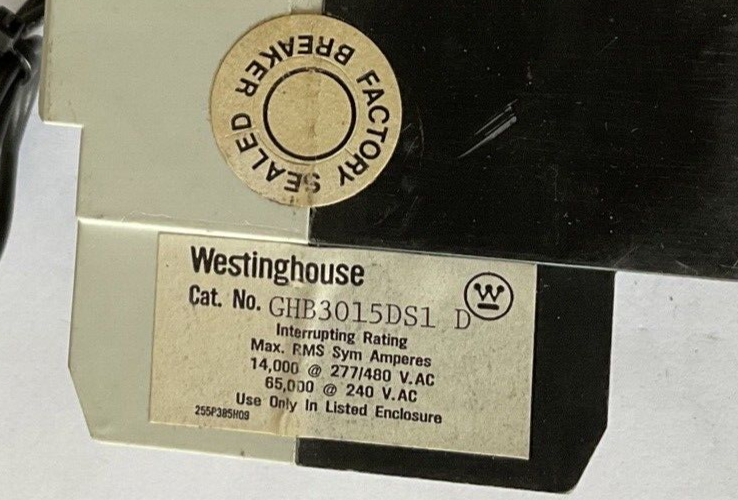 FACTORY SEALED BREAKER
Westinghouse
W
Cat. No. GHB3015DS1 D
Interrupting Rating
Max. RMS Sym Amperes
14,000 @ 277/480 V.AC
65,000 @ 240 V.AC
Use Only In Listed Enclosure
255P385H09